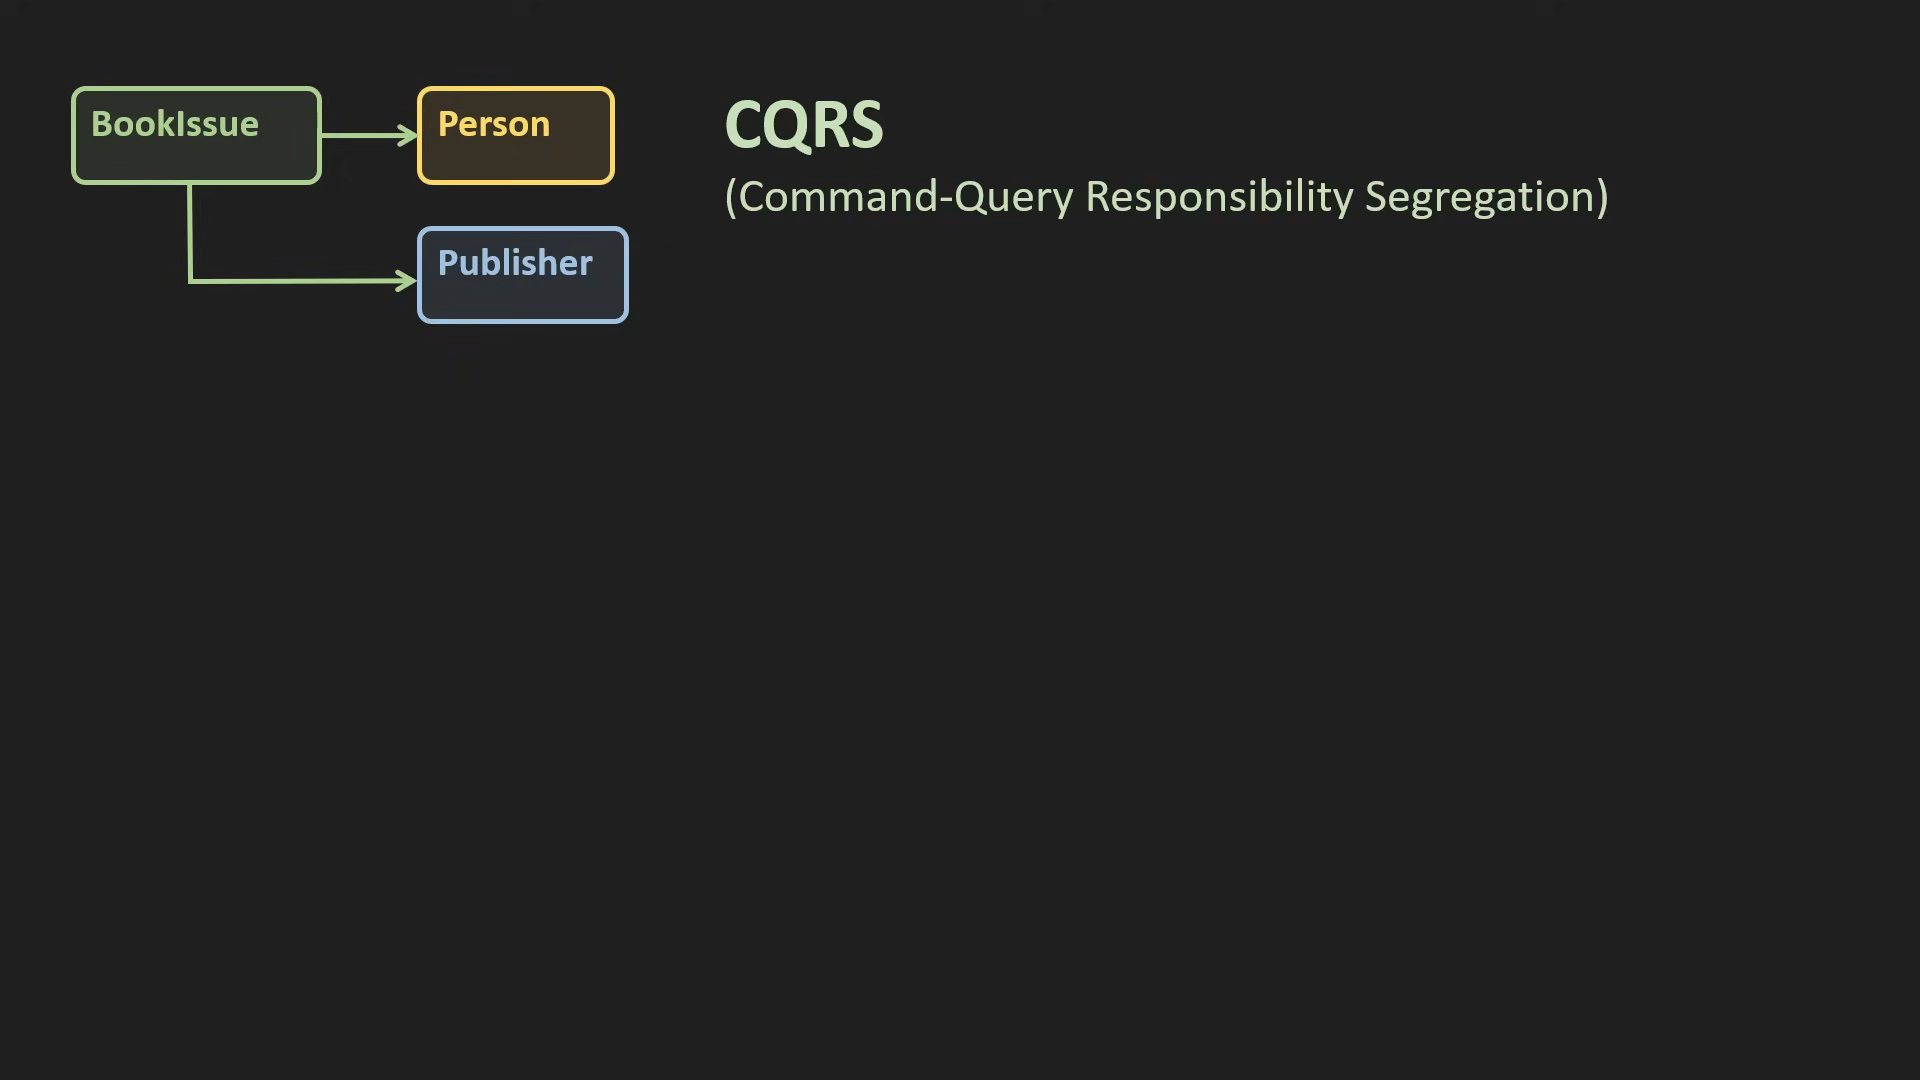 BookIssue
Person
Publisher
CQRS
(Command-Query Responsibility Segregation)